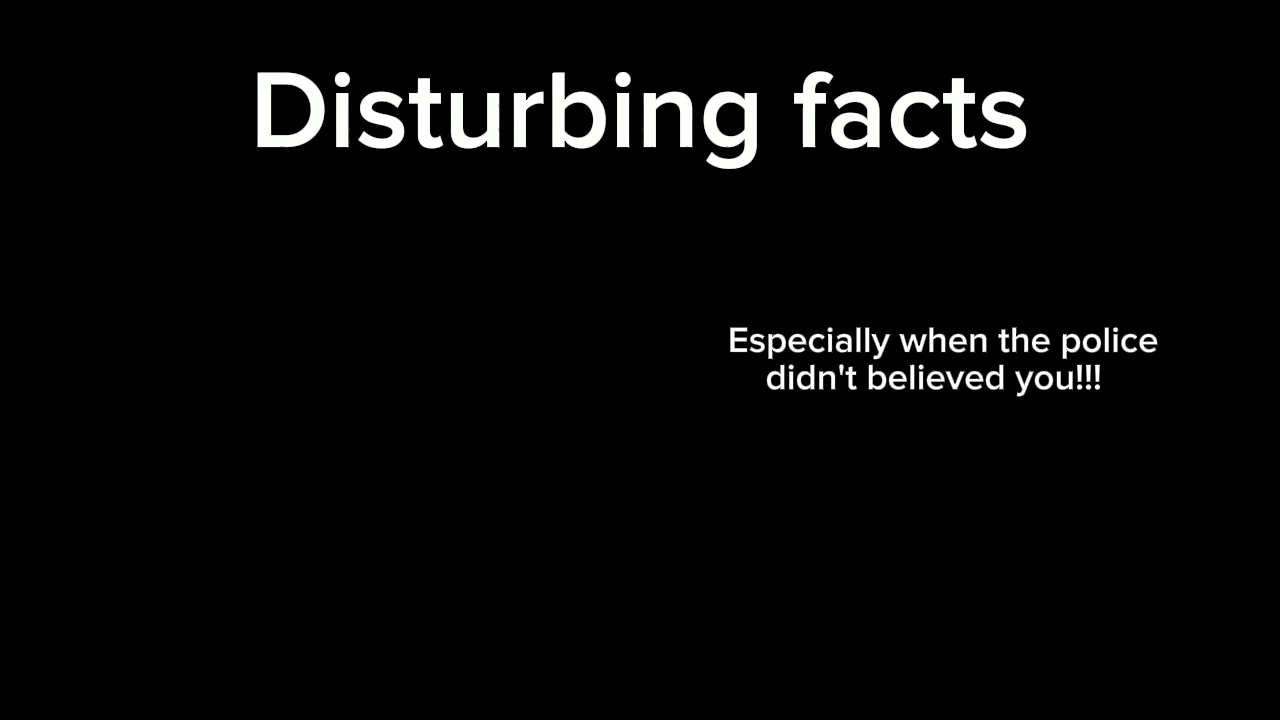 Disturbing facts
Especially when the police
didn't believed you!!!